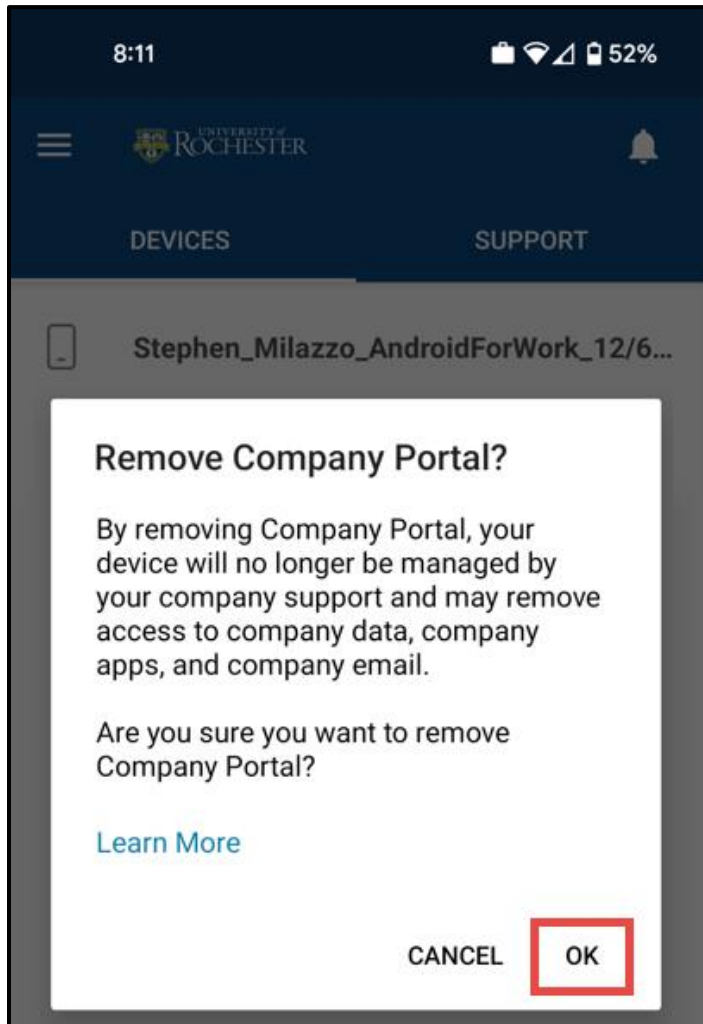 8:11 52%
UNIVERSITY of
ROCHESTER
DEVICES SUPPORT
Stephen_Milazzo_AndroidForWork_12/6...
Remove Company Portal?
By removing Company Portal, your
device will no longer be managed by
your company support and may remove
access to company data, company
apps, and company email.
Are you sure you want to remove
Company Portal?
Learn More
CANCEL OK